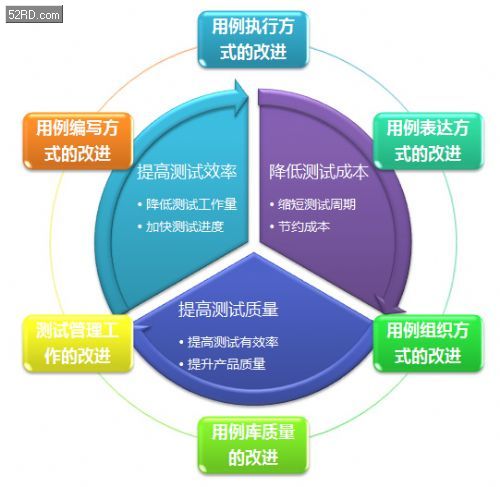 52RD.com
用例执行方
式的改进
用例编写方
式的改进
用例表达方
式的改进
提高测试效率
• 降低测试工作量
• 加快测试进度
降低测试成本
• 缩短测试周期
• 节约成本
提高测试质量
• 提高测试有效率
• 提升产品质量
测试管理工
作的改进
用例组织方
式的改进
用例库质量
的改进